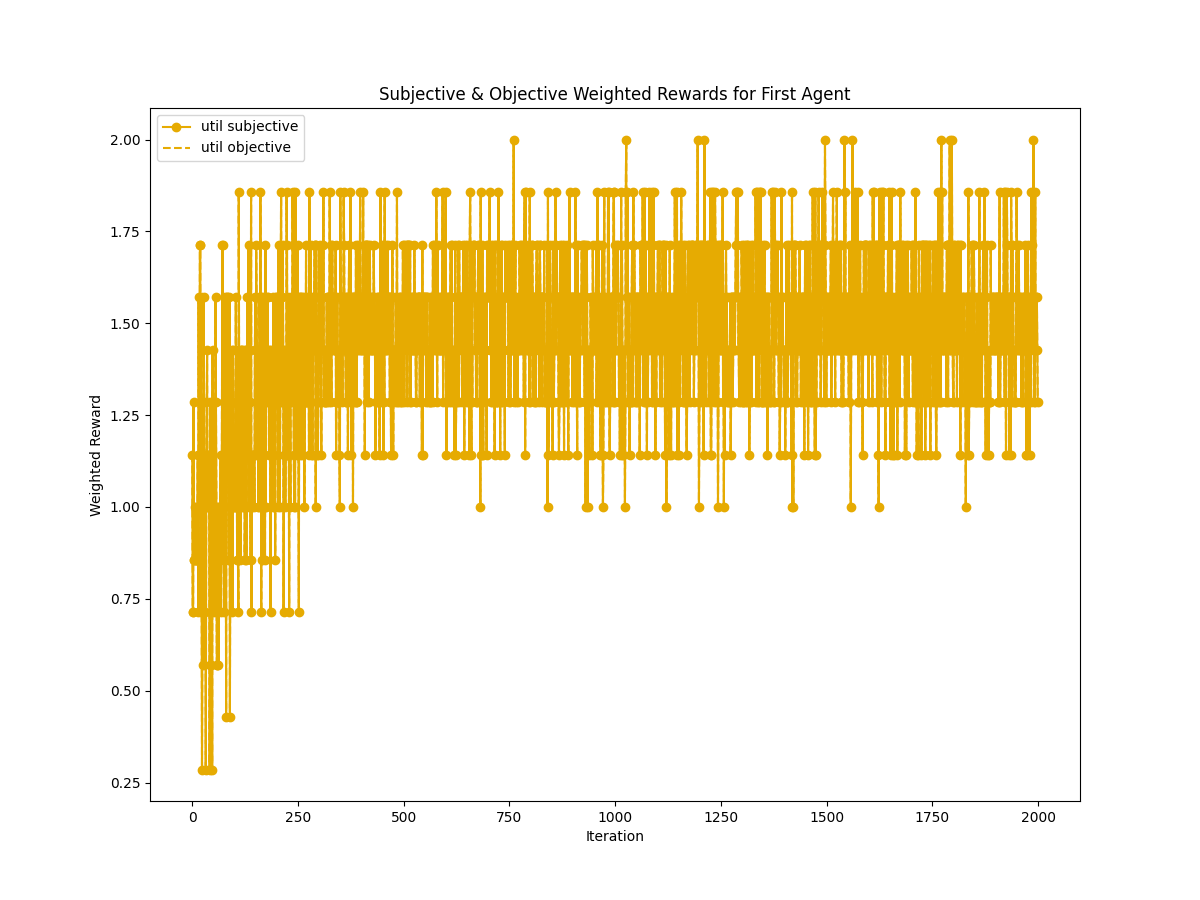 Subjective & Objective Weighted Rewards for First Agent
util subjective
util objective
2.00
1.75
1.50
1.25
1.00
0.75
0.50
0.25
Weighted Reward
0 250 500 750 1000 1250 1500 1750 2000
Iteration